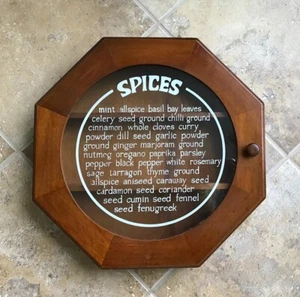 SPICES
mint allspice basil bay leaves
celery seed ground chilli ground
cinnamon whole cloves curry
powder dill seed garlic powder
ground ginger marjoram ground
nutmeg oregano paprika parsley
pepper black pepper white rosemary
sage tarragon thyme ground
allspice aniseed caraway seed
cardamon seed coriander
seed cumin seed fennel
seed fenugreek